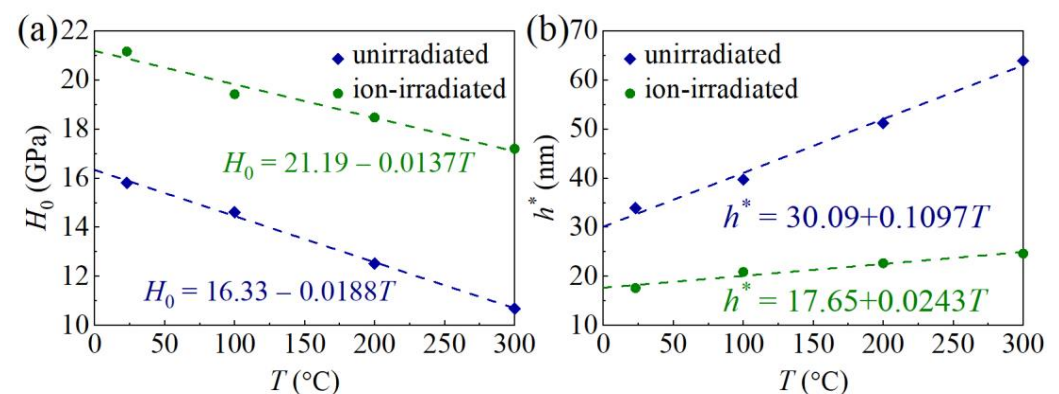 (a)
22
20
18
16
14
12
10
H₀ (GPa)
unirradiated
ion-irradiated
H₀ = 21.19 – 0.0137T
H₀ = 16.33 – 0.0188T
0 50 100 150 200 250 300
T (°C)
(b)
70
60
50
40
30
20
10
h* (nm)
unirradiated
ion-irradiated
h* = 30.09+0.1097T
h* = 17.65+0.0243T
0 50 100 150 200 250 300
T (°C)